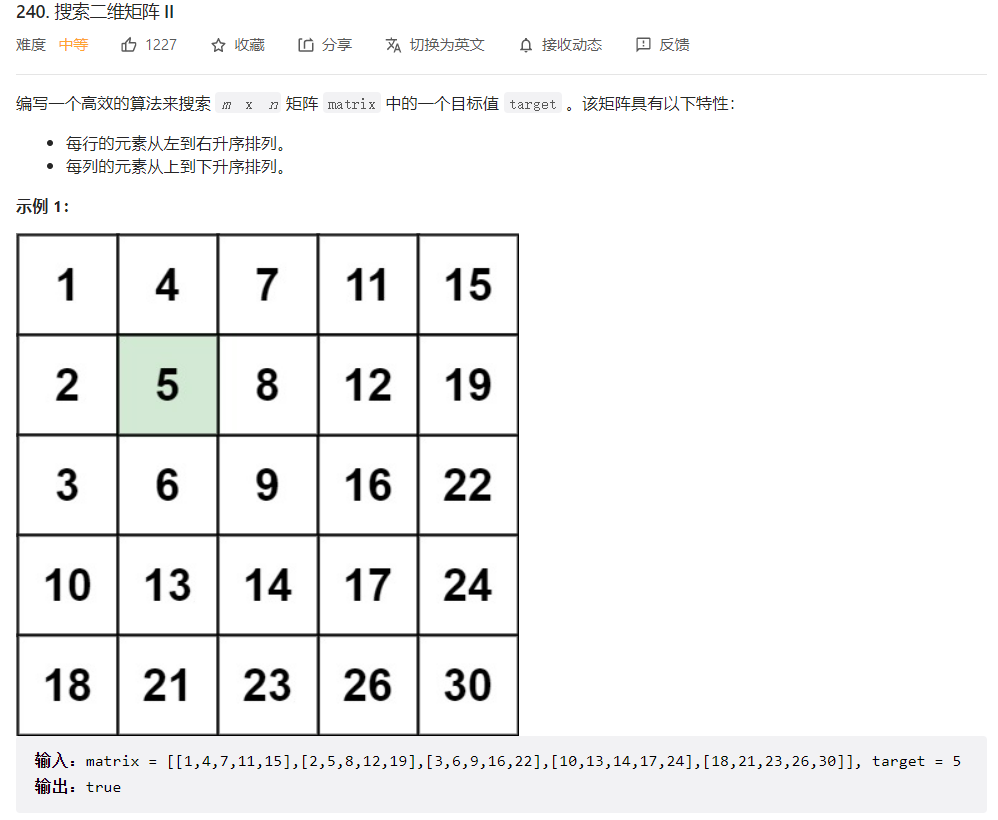 240. 搜索二维矩阵 II
难度 中等 1227 收藏 分享 切换为英文 接收动态 反馈
编写一个高效的算法来搜索 m x n 矩阵 matrix 中的一个目标值 target 。该矩阵具有以下特性：
• 每行的元素从左到右升序排列。
• 每列的元素从上到下升序排列。
示例 1：
1 4 7 11 15
2 5 8 12 19
3 6 9 16 22
10 13 14 17 24
18 21 23 26 30
输入：matrix = [[1,4,7,11,15],[2,5,8,12,19],[3,6,9,16,22],[10,13,14,17,24],[18,21,23,26,30]], target = 5
输出：true